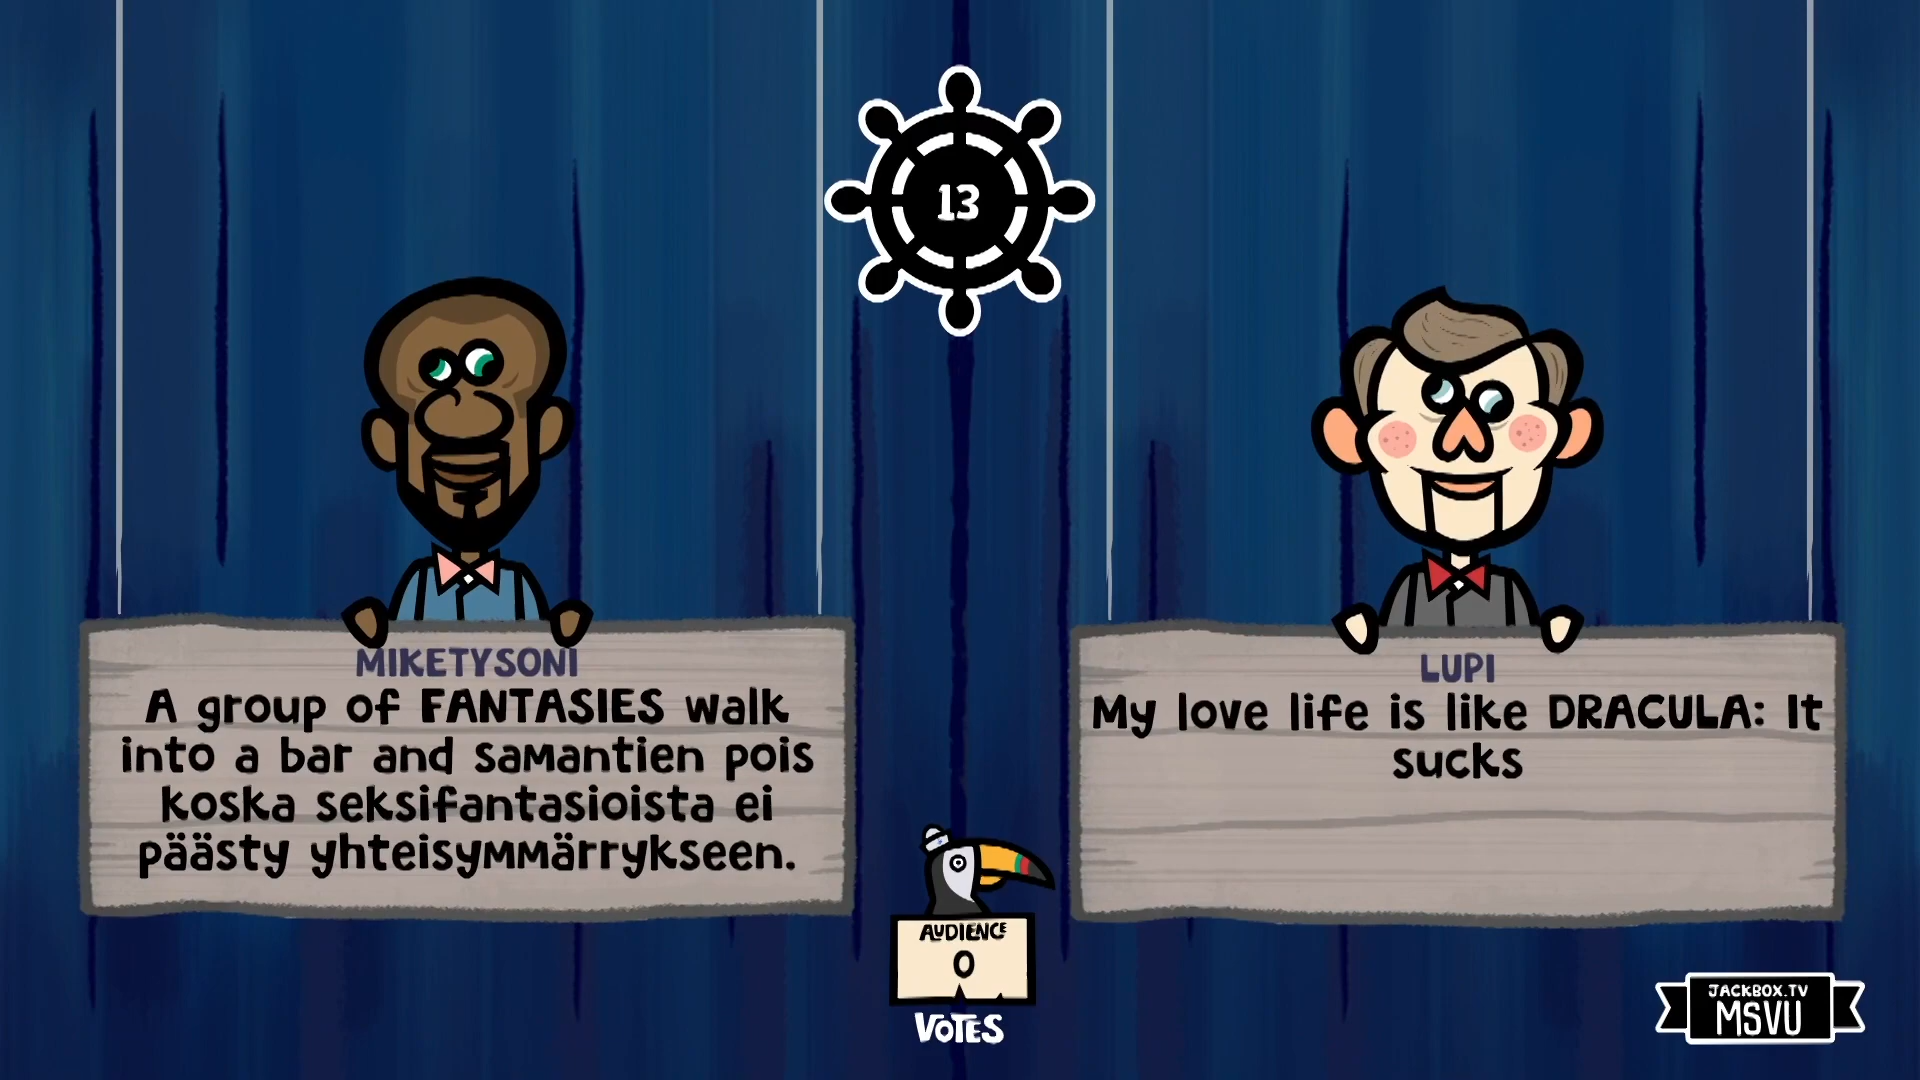 13
MIKETYSONI
A group of FANTASIES walk
into a bar and samantien pois
koska seksifantasioista ei
päästy yhteisymmärrykseen.
LUPI
My love life is like DRACULA: It
sucks
AUDIENCE
0
VOTES
JACKBOX.TV
MSVU